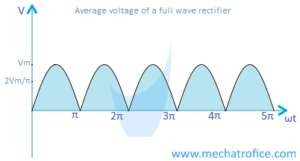 Average voltage of a full wave rectifier
V
Vm
2Vm/π
π 2π 3π 4π 5π
ωt
www.mechatrofice.com